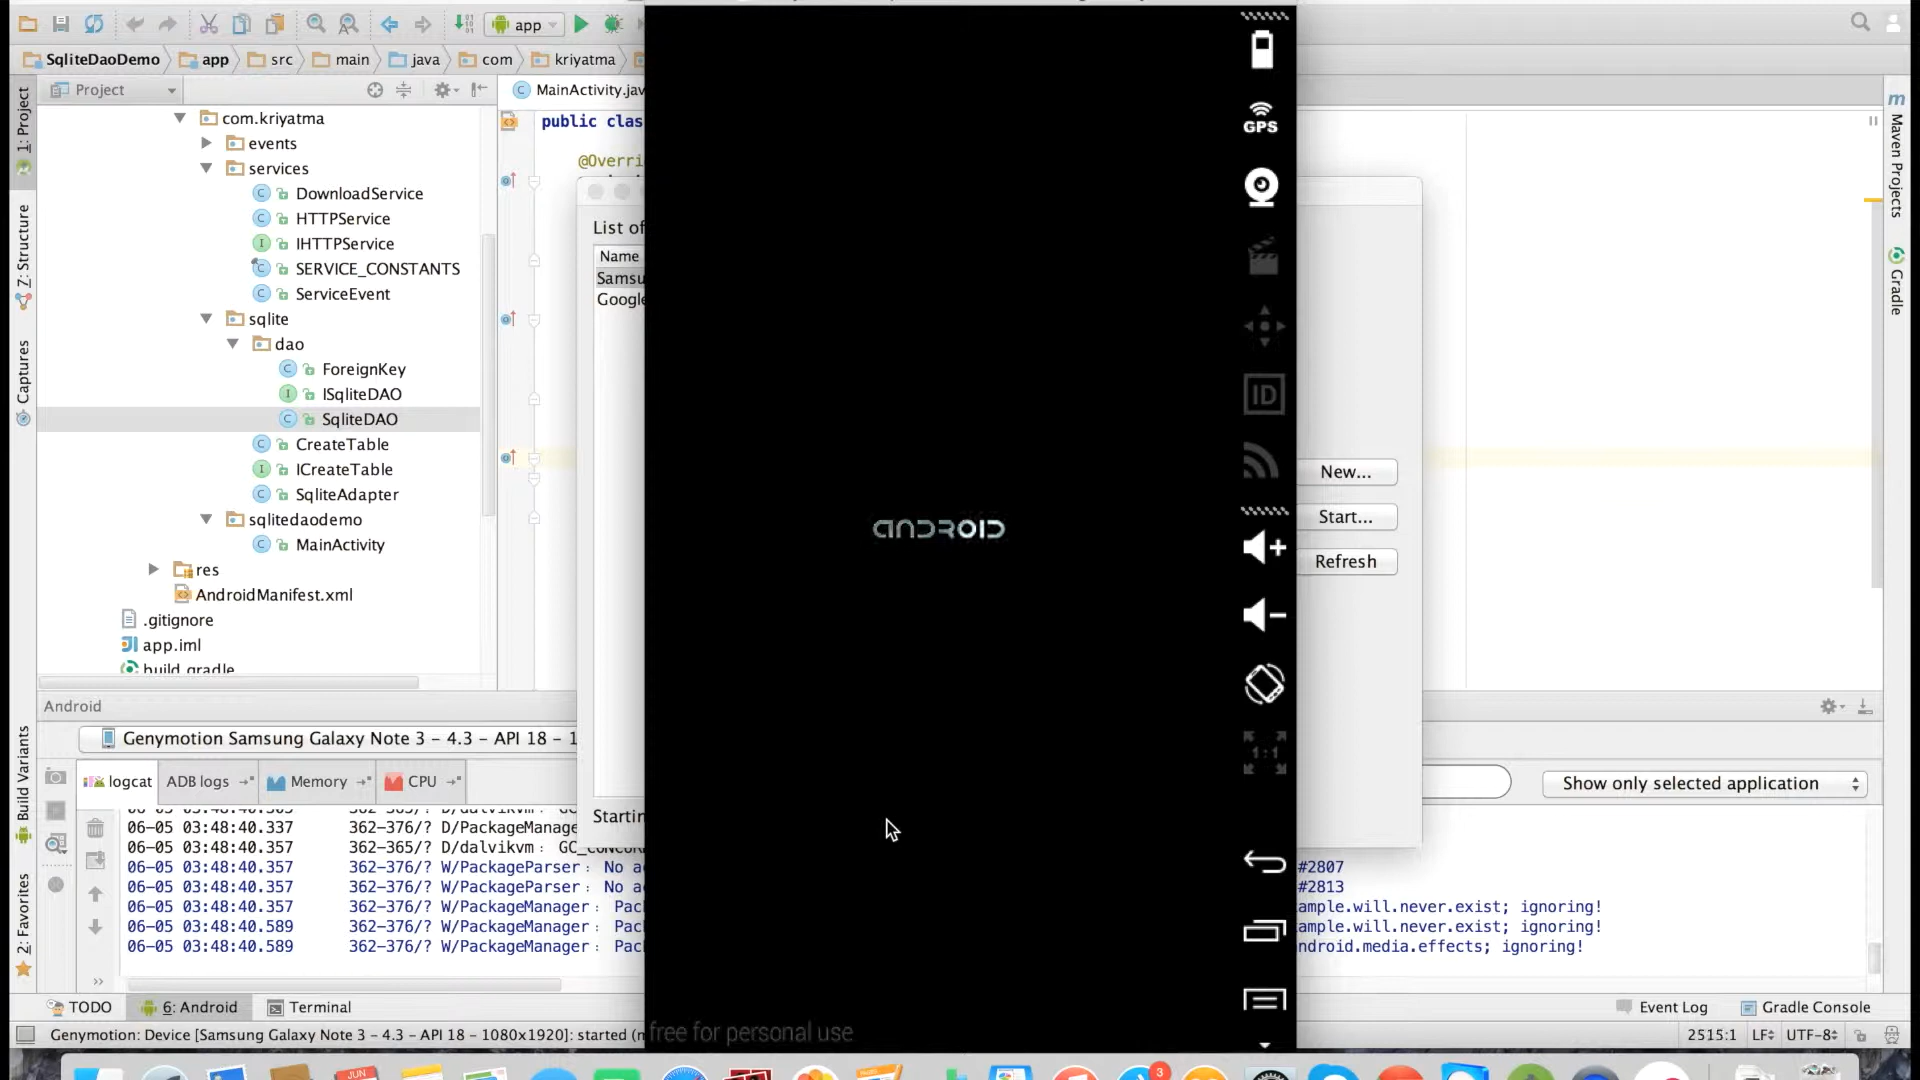 app
SqliteDaoDemo app src main java com kriyatma
Project
MainActivity.jav
com.kriyatma
events
services
DownloadService
HTTPService
IHTTPService
SERVICE_CONSTANTS
ServiceEvent
sqlite
dao
ForeignKey
ISqliteDAO
SqliteDAO
CreateTable
ICreateTable
SqliteAdapter
sqlitedaodemo
MainActivity
res
AndroidManifest.xml
.gitignore
app.iml
build.gradle
1: Project
7: Structure
Captures
Build Variants
2: Favorites
public clas
@Overri
List of
Name
Samsu
Google
Startin
GPS
ID
1:1
ANDROID
free for personal use
New...
Start...
Refresh
Maven Projects
Gradle
Android
Genymotion Samsung Galaxy Note 3 - 4.3 - API 18 - 1
logcat ADB logs Memory CPU
Show only selected application
06-05 03:48:40.337 362-376/? D/PackageManage
06-05 03:48:40.357 362-365/? D/dalvikvm: GC_CONCUR
06-05 03:48:40.357 362-376/? W/PackageParser: No a #2807
06-05 03:48:40.357 362-376/? W/PackageParser: No a #2813
06-05 03:48:40.357 362-376/? W/PackageManager: Pac ample.will.never.exist; ignoring!
06-05 03:48:40.589 362-376/? W/PackageManager: Pac ample.will.never.exist; ignoring!
06-05 03:48:40.589 362-376/? W/PackageManager: Pac ndroid.media.effects; ignoring!
TODO 6: Android Terminal Event Log Gradle Console
Genymotion: Device [Samsung Galaxy Note 3 - 4.3 - API 18 - 1080x1920]: started (n 2515:1 LF UTF-8
JUN 3